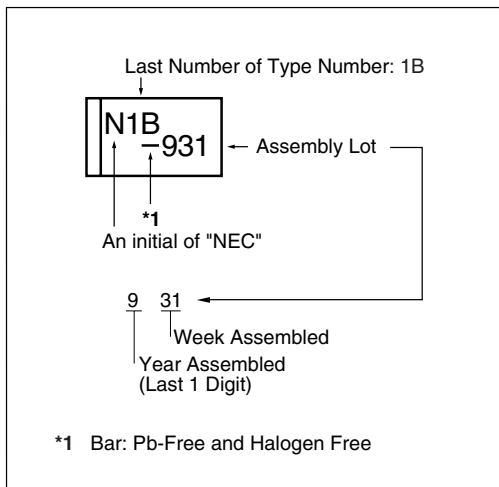 Last Number of Type Number: 1B
N1B
–931
Assembly Lot
*1
An initial of "NEC"
9 31
Week Assembled
Year Assembled
(Last 1 Digit)
*1 Bar: Pb-Free and Halogen Free